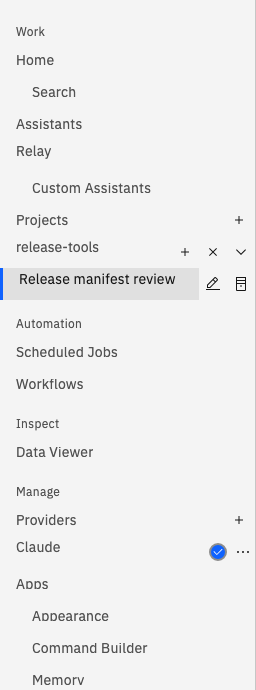 Work
Home
Search
Assistants
Relay
Custom Assistants
Projects
release-tools
Release manifest review
Automation
Scheduled Jobs
Workflows
Inspect
Data Viewer
Manage
Providers
Claude
Apps
Appearance
Command Builder
Memory